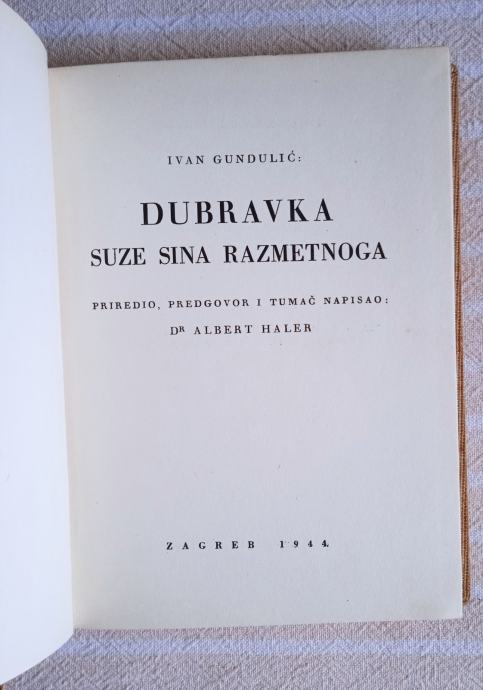 IVAN GUNDULIĆ:
DUBRAVKA
SUZE SINA RAZMETNOGA
PRIREDIO, PREDGOVOR I TUMAČ NAPISAO:
DR ALBERT HALER
ZAGREB 1944.